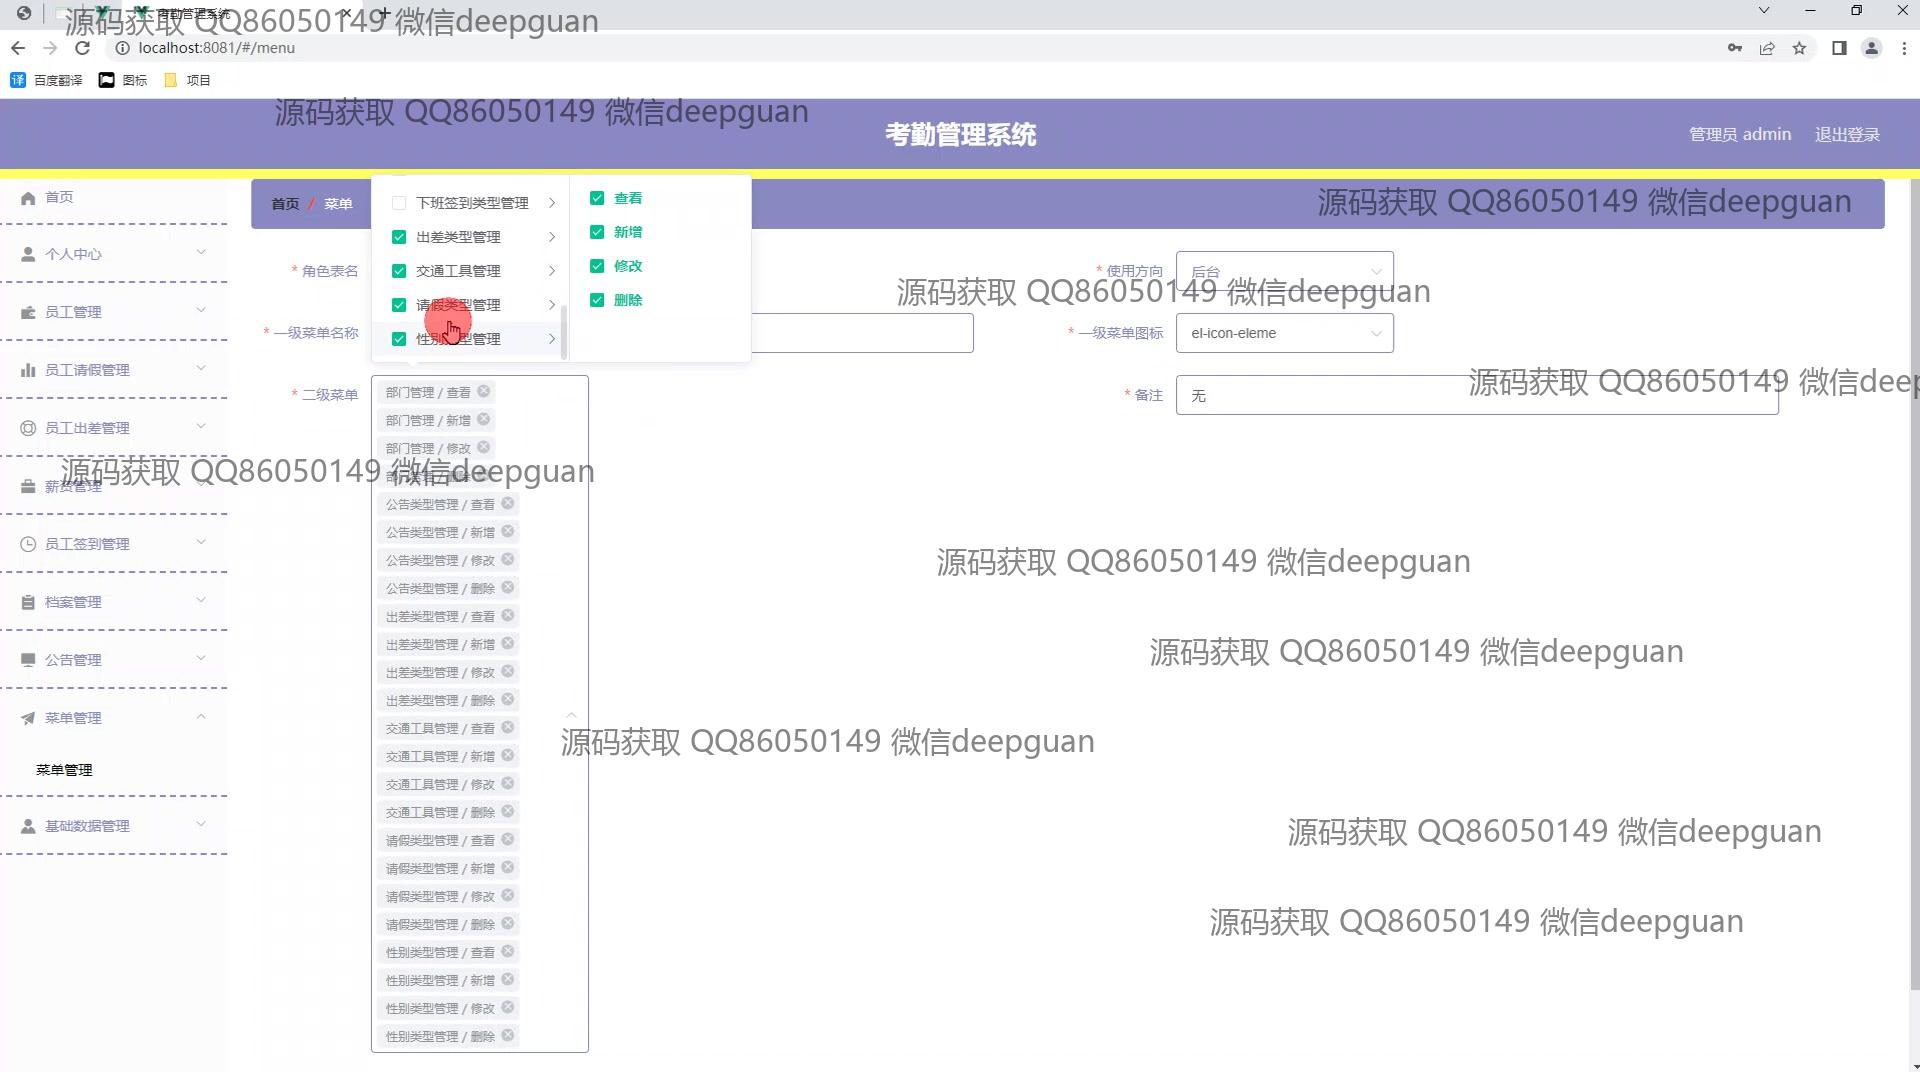 考勤管理系统
源码获取 QQ86050149 微信deepguan
localhost:8081/#/menu
百度翻译 图标 项目
源码获取 QQ86050149 微信deepguan
考勤管理系统
管理员 admin 退出登录
首页
个人中心
员工管理
员工请假管理
员工出差管理
薪资管理
员工签到管理
档案管理
公告管理
菜单管理
菜单管理
基础数据管理
首页 / 菜单
源码获取 QQ86050149 微信deepguan
下班签到类型管理
出差类型管理
交通工具管理
请假类型管理
性别类型管理
查看
新增
修改
删除
* 角色表名
* 使用方向 后台
源码获取 QQ86050149 微信deepguan
* 一级菜单名称
* 一级菜单图标 el-icon-eleme
* 二级菜单
* 备注 无
源码获取 QQ86050149 微信deep
部门管理 / 查看
部门管理 / 新增
部门管理 / 修改
部门管理 / 删除
源码获取 QQ86050149 微信deepguan
公告类型管理 / 查看
公告类型管理 / 新增
公告类型管理 / 修改
公告类型管理 / 删除
出差类型管理 / 查看
出差类型管理 / 新增
出差类型管理 / 修改
出差类型管理 / 删除
交通工具管理 / 查看
交通工具管理 / 新增
交通工具管理 / 修改
交通工具管理 / 删除
请假类型管理 / 查看
请假类型管理 / 新增
请假类型管理 / 修改
请假类型管理 / 删除
性别类型管理 / 查看
性别类型管理 / 新增
性别类型管理 / 修改
性别类型管理 / 删除
源码获取 QQ86050149 微信deepguan
源码获取 QQ86050149 微信deepguan
源码获取 QQ86050149 微信deepguan
源码获取 QQ86050149 微信deepguan
源码获取 QQ86050149 微信deepguan